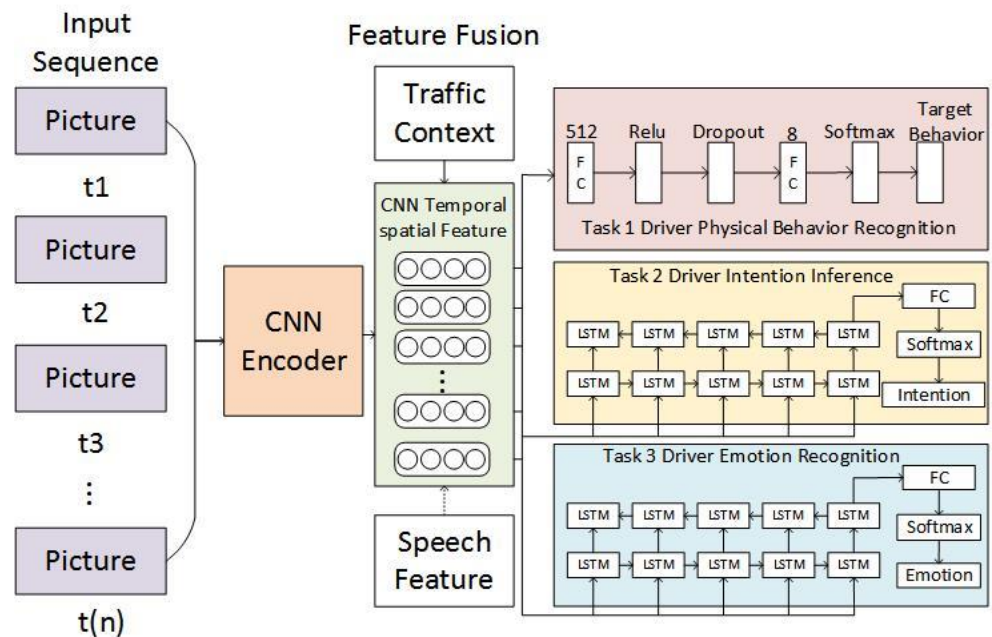 Input
Sequence
Picture
t1
Picture
t2
Picture
t3
Picture
t(n)
CNN
Encoder
Feature Fusion
Traffic
Context
CNN Temporal
spatial Feature
Speech
Feature
512
Relu
Dropout
8
Softmax
Target
Behavior
F
C
F
C
Task 1 Driver Physical Behavior Recognition
Task 2 Driver Intention Inference
FC
LSTM LSTM LSTM LSTM LSTM
Softmax
LSTM LSTM LSTM LSTM LSTM
Intention
Task 3 Driver Emotion Recognition
FC
LSTM LSTM LSTM LSTM LSTM
Softmax
LSTM LSTM LSTM LSTM LSTM
Emotion